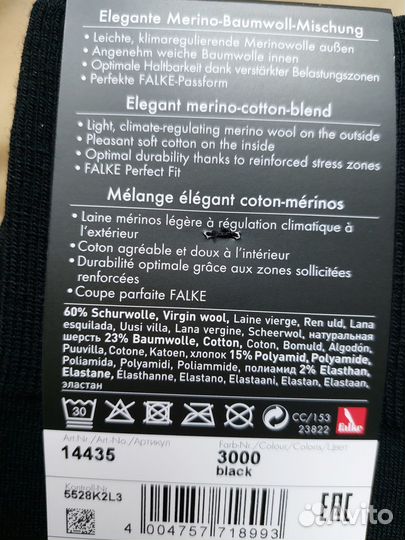 Elegante Merino-Baumwoll-Mischung
• Leichte, klimaregulierende Merinowolle außen
• Angenehm weiche Baumwolle innen
• Optimale Haltbarkeit dank verstärkter Belastungszonen
• Perfekte FALKE-Passform
Elegant merino-cotton-blend
• Light, climate-regulating merino wool on the outside
• Pleasant soft cotton on the inside
• Optimal durability thanks to reinforced stress zones
• FALKE Perfect Fit
Mélange élégant coton-mérinos
• Laine mérinos légère à régulation climatique à
l'extérieur
• Coton agréable et doux à l'intérieur
• Durabilité optimale grâce aux zones sollicitées
renforcées
• Coupe parfaite FALKE
60% Schurwolle, Virgin wool, Laine vierge, Ren uld, Lana
esquilada, Uusi villa, Lana vergine, Scheerwol, натуральная
шерсть 23% Baumwolle, Cotton, Coton, Bomuld, Algodón,
Puuvilla, Cotone, Katoen, хлопок 15% Polyamid, Polyamide,
Poliamida, Polyamidi, Poliammide, полиамид 2% Elasthan,
Elastane, Élasthanne, Elastano, Elastaani, Elastan, Elastaan,
эластан
30
CC/153
23822
Falke
Art.-Nr./Art.-No./Артикул
14435
Farb-Nr./Colour/Coloris/Цвет
3000
black
Kontroll-Nr.
5528K2L3
4 004757 718993
EAC
Avito